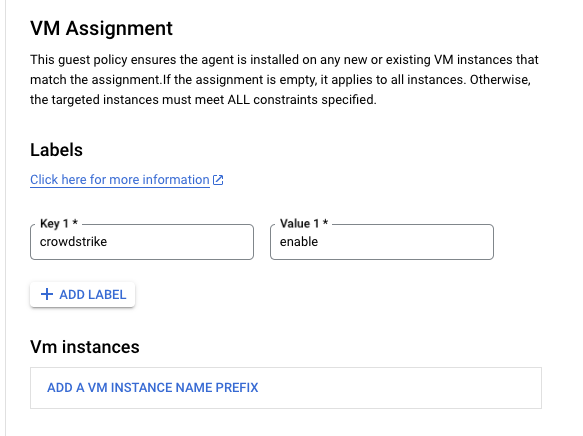 VM Assignment
This guest policy ensures the agent is installed on any new or existing VM instances that
match the assignment.If the assignment is empty, it applies to all instances. Otherwise,
the targeted instances must meet ALL constraints specified.
Labels
Click here for more information
Key 1 * Value 1 *
crowdstrike enable
+ ADD LABEL
Vm instances
ADD A VM INSTANCE NAME PREFIX